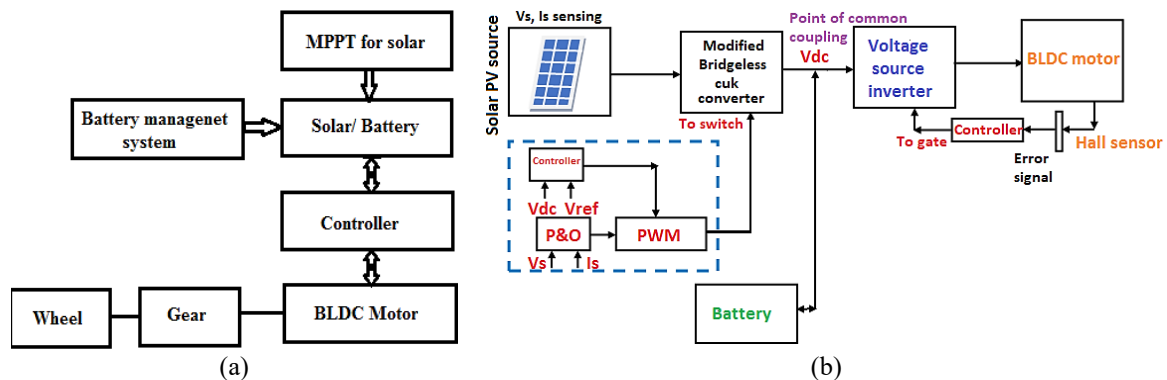 MPPT for solar
Battery managenet
system
Solar/ Battery
Controller
Wheel
Gear
BLDC Motor
(a)
Vs, Is sensing
Solar PV source
Modified
Bridgeless
cuk
converter
Point of common
coupling
Vdc
Voltage
source
inverter
BLDC motor
To switch
To gate
Controller
Error
signal
Hall sensor
Controller
Vdc Vref
P&O
PWM
Vs Is
Battery
(b)